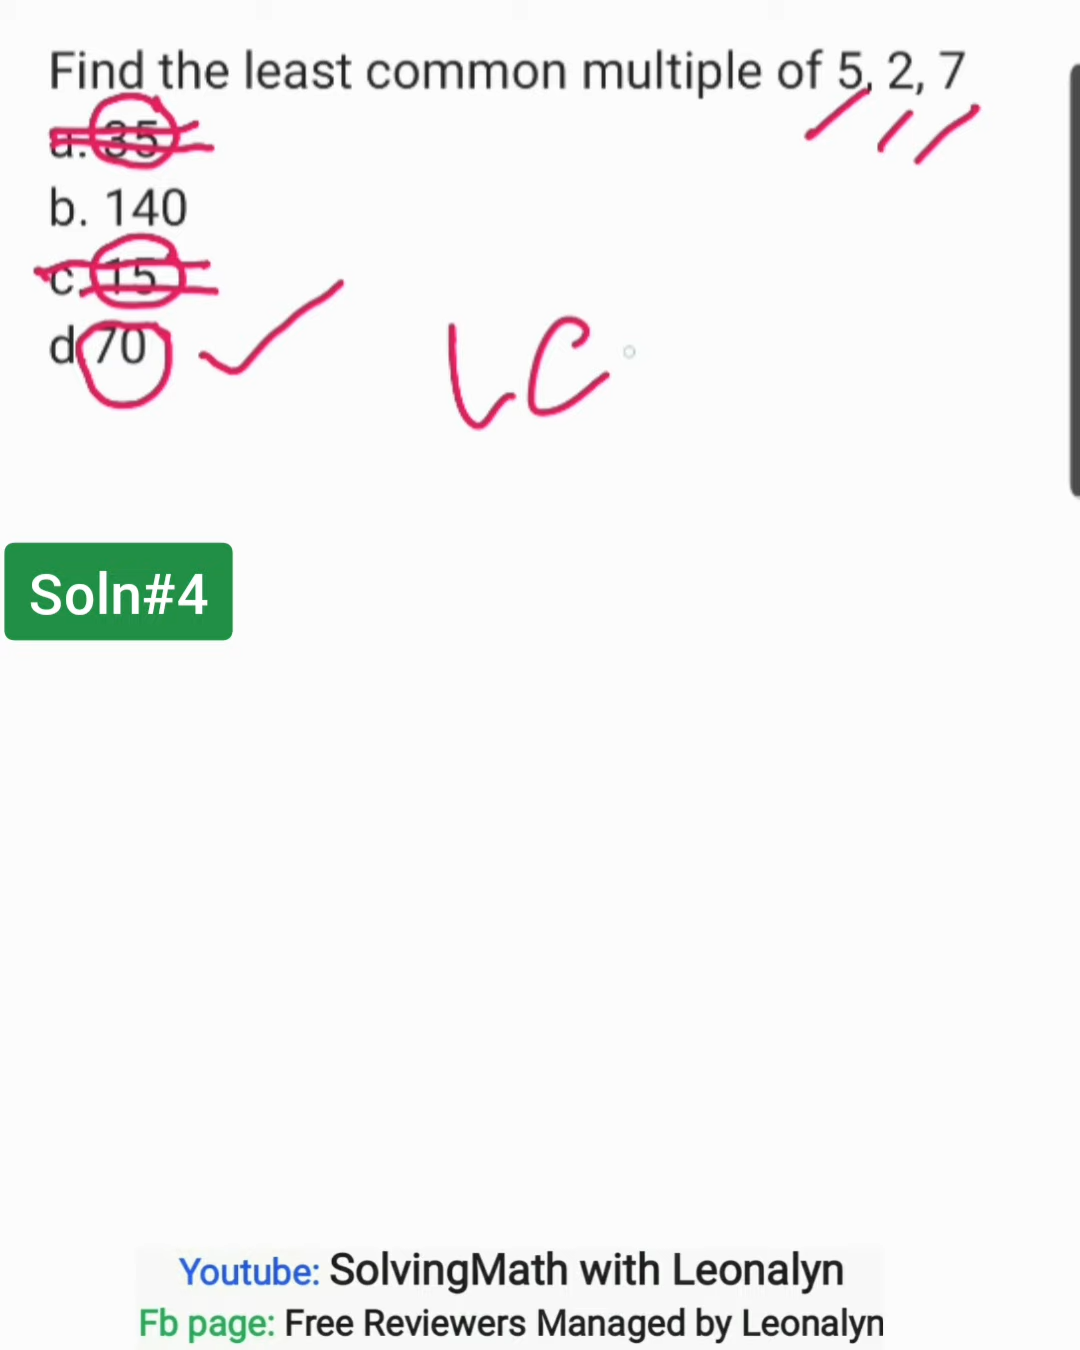 Find the least common multiple of 5, 2, 7
a. 35
b. 140
c. 15
d 70
LC
Soln#4
Youtube: SolvingMath with Leonalyn
Fb page: Free Reviewers Managed by Leonalyn